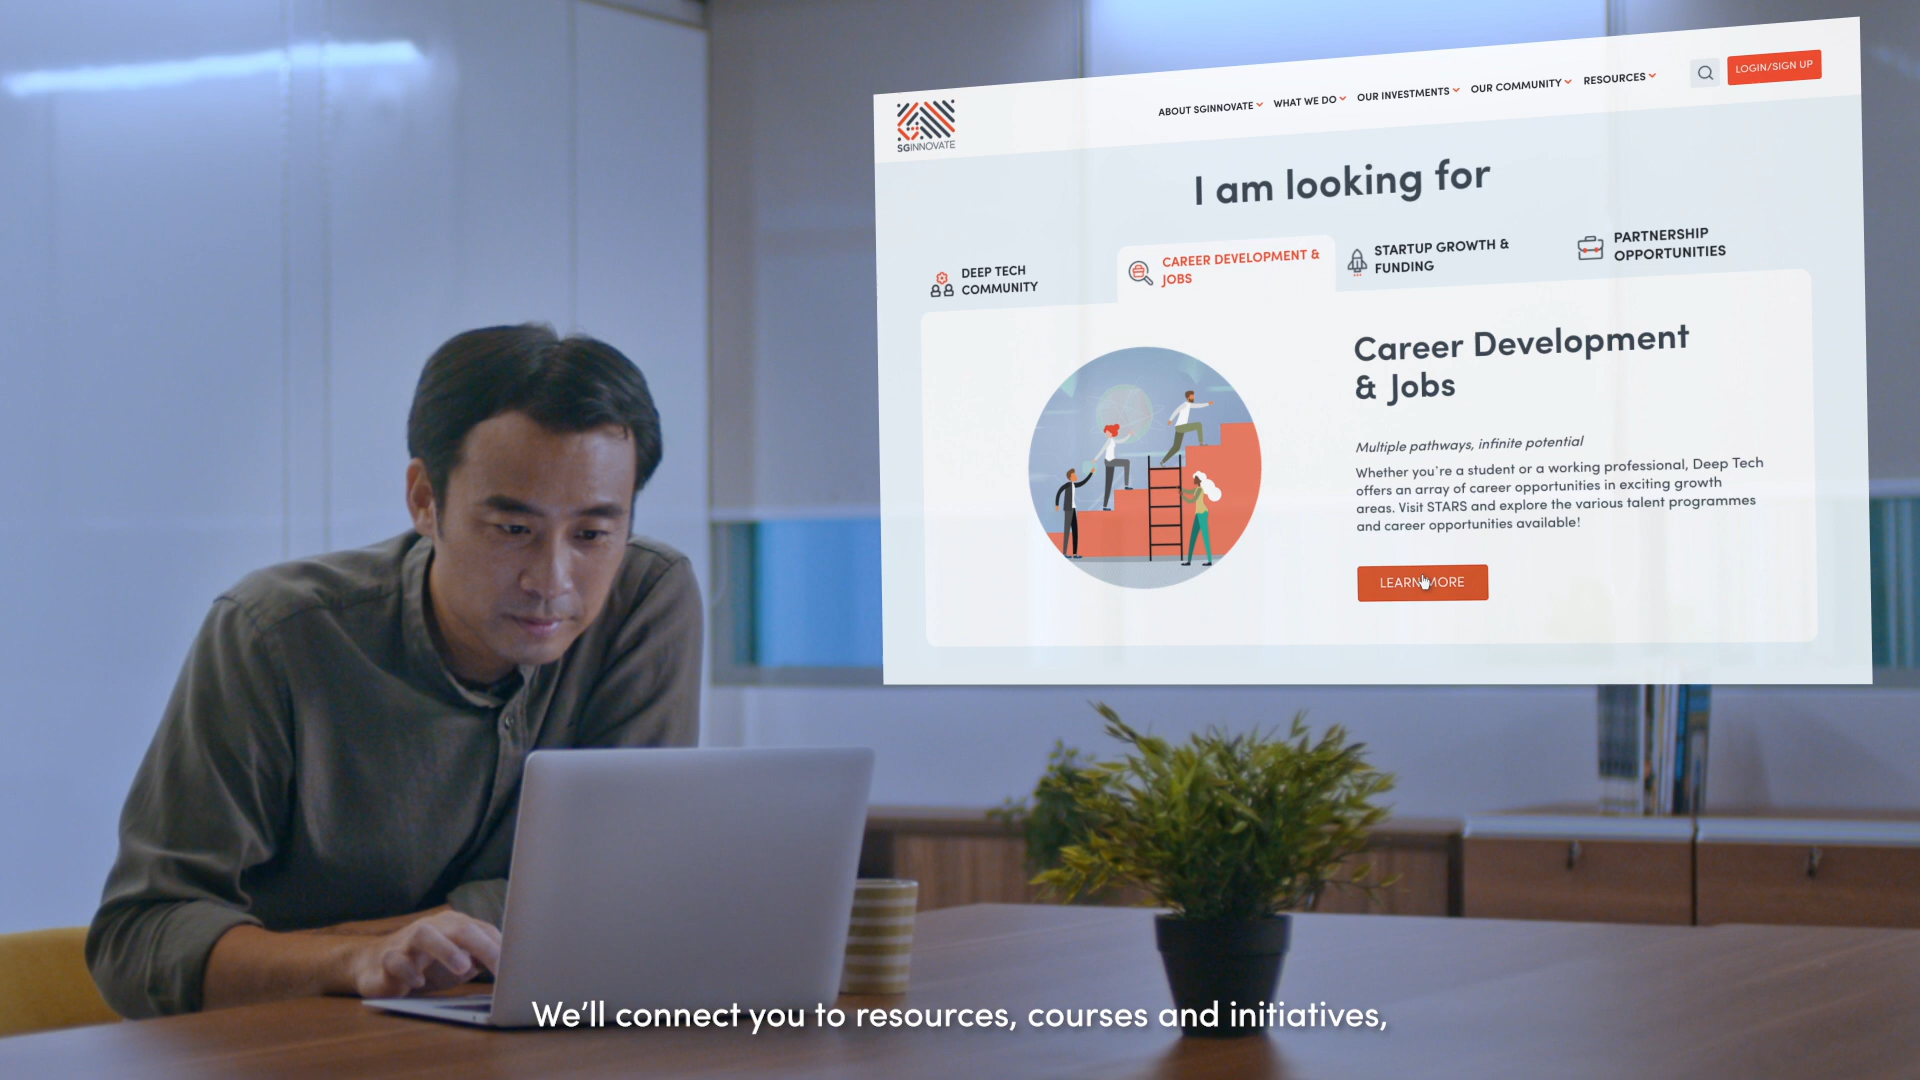 SGINNOVATE
ABOUT SGINNOVATE WHAT WE DO OUR INVESTMENTS OUR COMMUNITY RESOURCES
LOGIN/SIGN UP
I am looking for
DEEP TECH
COMMUNITY
CAREER DEVELOPMENT &
JOBS
STARTUP GROWTH &
FUNDING
PARTNERSHIP
OPPORTUNITIES
Career Development
& Jobs
Multiple pathways, infinite potential
Whether you're a student or a working professional, Deep Tech
offers an array of career opportunities in exciting growth
areas. Visit STARS and explore the various talent programmes
and career opportunities available!
LEARN MORE
We'll connect you to resources, courses and initiatives,